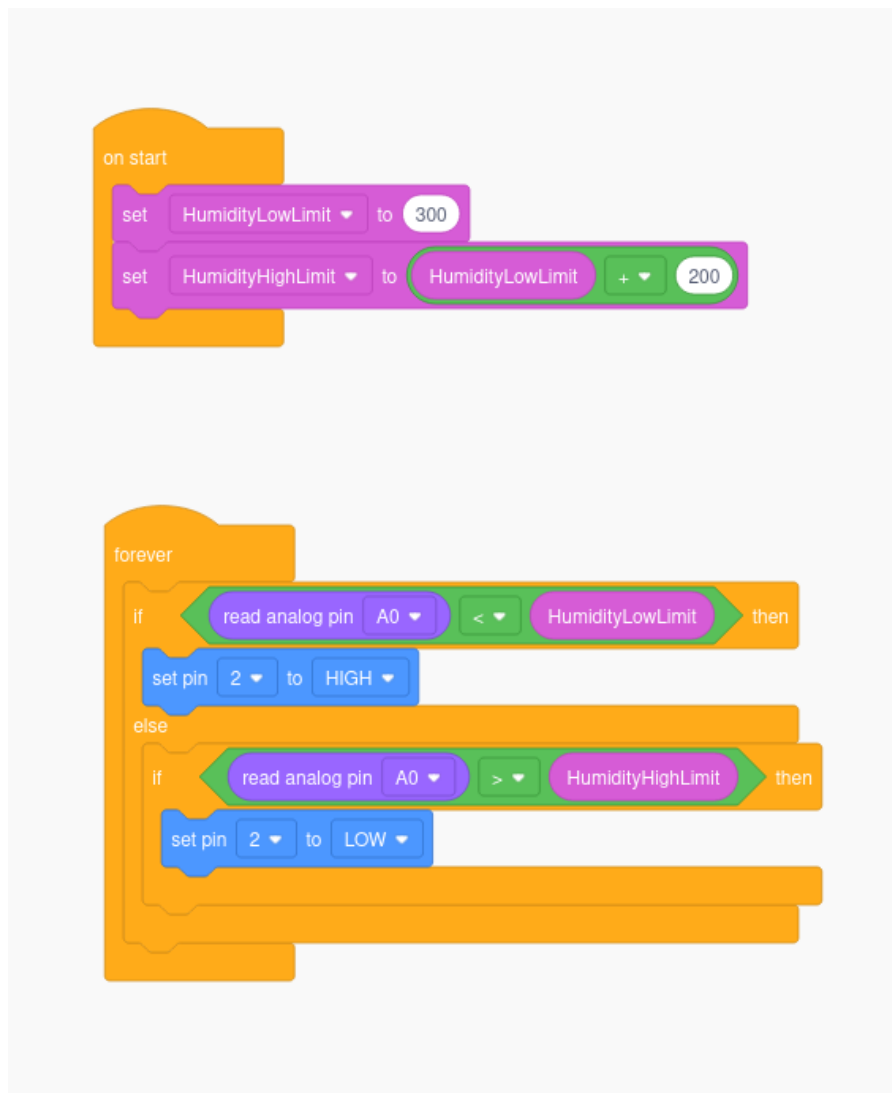 on start
set HumidityLowLimit to 300
set HumidityHighLimit to HumidityLowLimit + 200
forever
if read analog pin A0 < HumidityLowLimit then
set pin 2 to HIGH
else
if read analog pin A0 > HumidityHighLimit then
set pin 2 to LOW